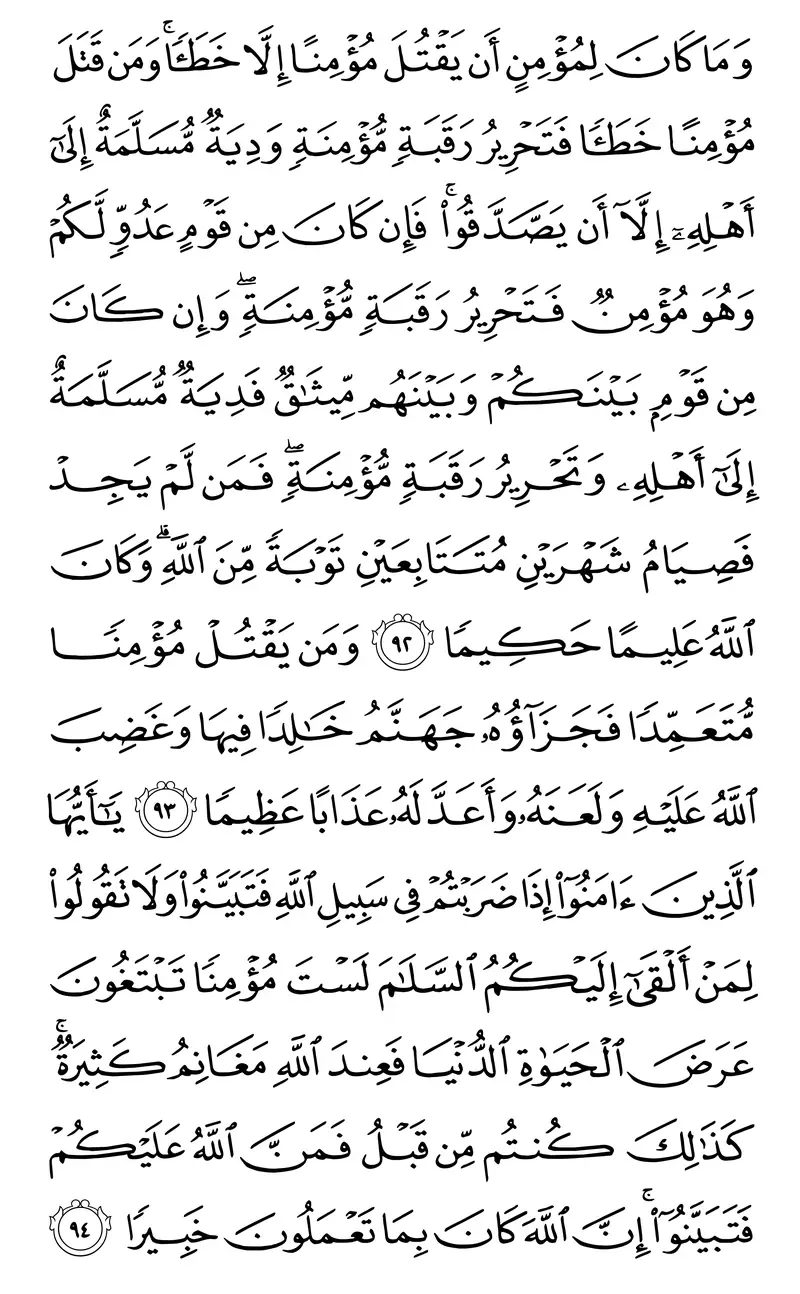 وَمَا كَانَ لِمُؤْمِنٍ أَن يَقْتُلَ مُؤْمِنًا إِلَّا خَطَـًٔاۚ وَمَن قَتَلَ
مُؤْمِنًا خَطَـًٔا فَتَحْرِيرُ رَقَبَةٍ مُّؤْمِنَةٍ وَدِيَةٌ مُّسَلَّمَةٌ إِلَىٰٓ
أَهْلِهِۦٓ إِلَّآ أَن يَصَّدَّقُوا۟ۚ فَإِن كَانَ مِن قَوْمٍ عَدُوٍّ لَّكُمْ
وَهُوَ مُؤْمِنٌ فَتَحْرِيرُ رَقَبَةٍ مُّؤْمِنَةٍۖ وَإِن كَانَ
مِن قَوْمٍۭ بَيْنَكُمْ وَبَيْنَهُم مِّيثَـٰقٌ فَدِيَةٌ مُّسَلَّمَةٌ
إِلَىٰٓ أَهْلِهِۦ وَتَحْرِيرُ رَقَبَةٍ مُّؤْمِنَةٍۖ فَمَن لَّمْ يَجِدْ
فَصِيَامُ شَهْرَيْنِ مُتَتَابِعَيْنِ تَوْبَةً مِّنَ ٱللَّهِۗ وَكَانَ
ٱللَّهُ عَلِيمًا حَكِيمًا ٩٢ وَمَن يَقْتُلْ مُؤْمِنًا
مُّتَعَمِّدًا فَجَزَآؤُهُۥ جَهَنَّمُ خَـٰلِدًا فِيهَا وَغَضِبَ
ٱللَّهُ عَلَيْهِ وَلَعَنَهُۥ وَأَعَدَّ لَهُۥ عَذَابًا عَظِيمًا ٩٣ يَـٰٓأَيُّهَا
ٱلَّذِينَ ءَامَنُوٓا۟ إِذَا ضَرَبْتُمْ فِى سَبِيلِ ٱللَّهِ فَتَبَيَّنُوا۟ وَلَا تَقُولُوا۟
لِمَنْ أَلْقَىٰٓ إِلَيْكُمُ ٱلسَّلَـٰمَ لَسْتَ مُؤْمِنًا تَبْتَغُونَ
عَرَضَ ٱلْحَيَوٰةِ ٱلدُّنْيَا فَعِندَ ٱللَّهِ مَغَانِمُ كَثِيرَةٌۚ
كَذَٰلِكَ كُنتُم مِّن قَبْلُ فَمَنَّ ٱللَّهُ عَلَيْكُمْ
فَتَبَيَّنُوٓا۟ۚ إِنَّ ٱللَّهَ كَانَ بِمَا تَعْمَلُونَ خَبِيرًا ٩٤